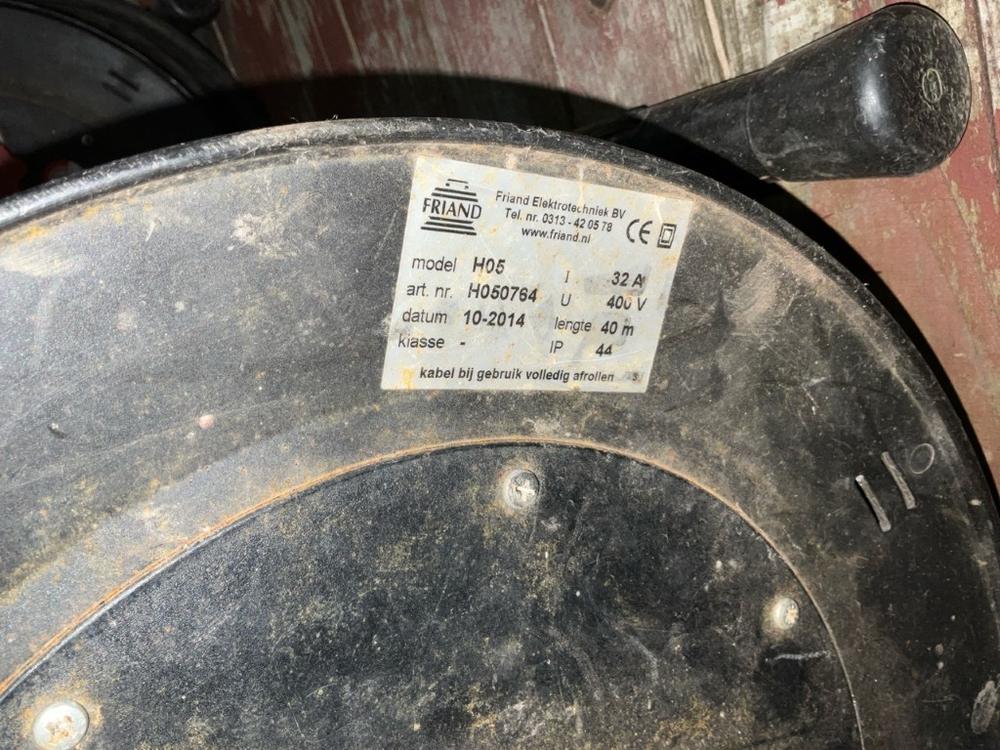 FRIAND
Friand Elektrotechniek BV
Tel. nr. 0313 - 42 05 78
www.friand.nl
CE
model H05 I 32 A
art. nr. H050764 U 400 V
datum 10-2014 lengte 40 m
klasse - IP 44
kabel bij gebruik volledig afrollen